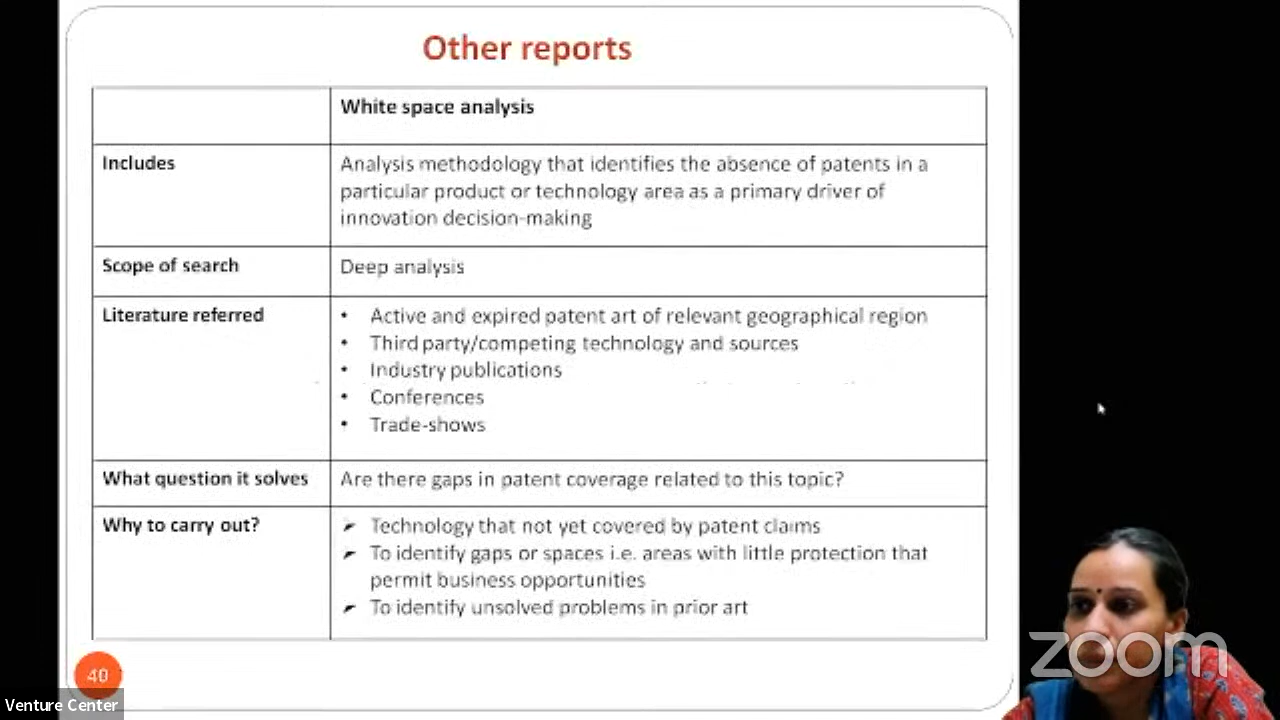 Other reports
White space analysis
Includes
Analysis methodology that identifies the absence of patents in a
particular product or technology area as a primary driver of
innovation decision-making
Scope of search
Deep analysis
Literature referred
• Active and expired patent art of relevant geographical region
• Third party/competing technology and sources
• Industry publications
• Conferences
• Trade-shows
What question it solves
Are there gaps in patent coverage related to this topic?
Why to carry out?
➤ Technology that not yet covered by patent claims
➤ To identify gaps or spaces i.e. areas with little protection that
permit business opportunities
➤ To identify unsolved problems in prior art
40
Venture Center
zoom